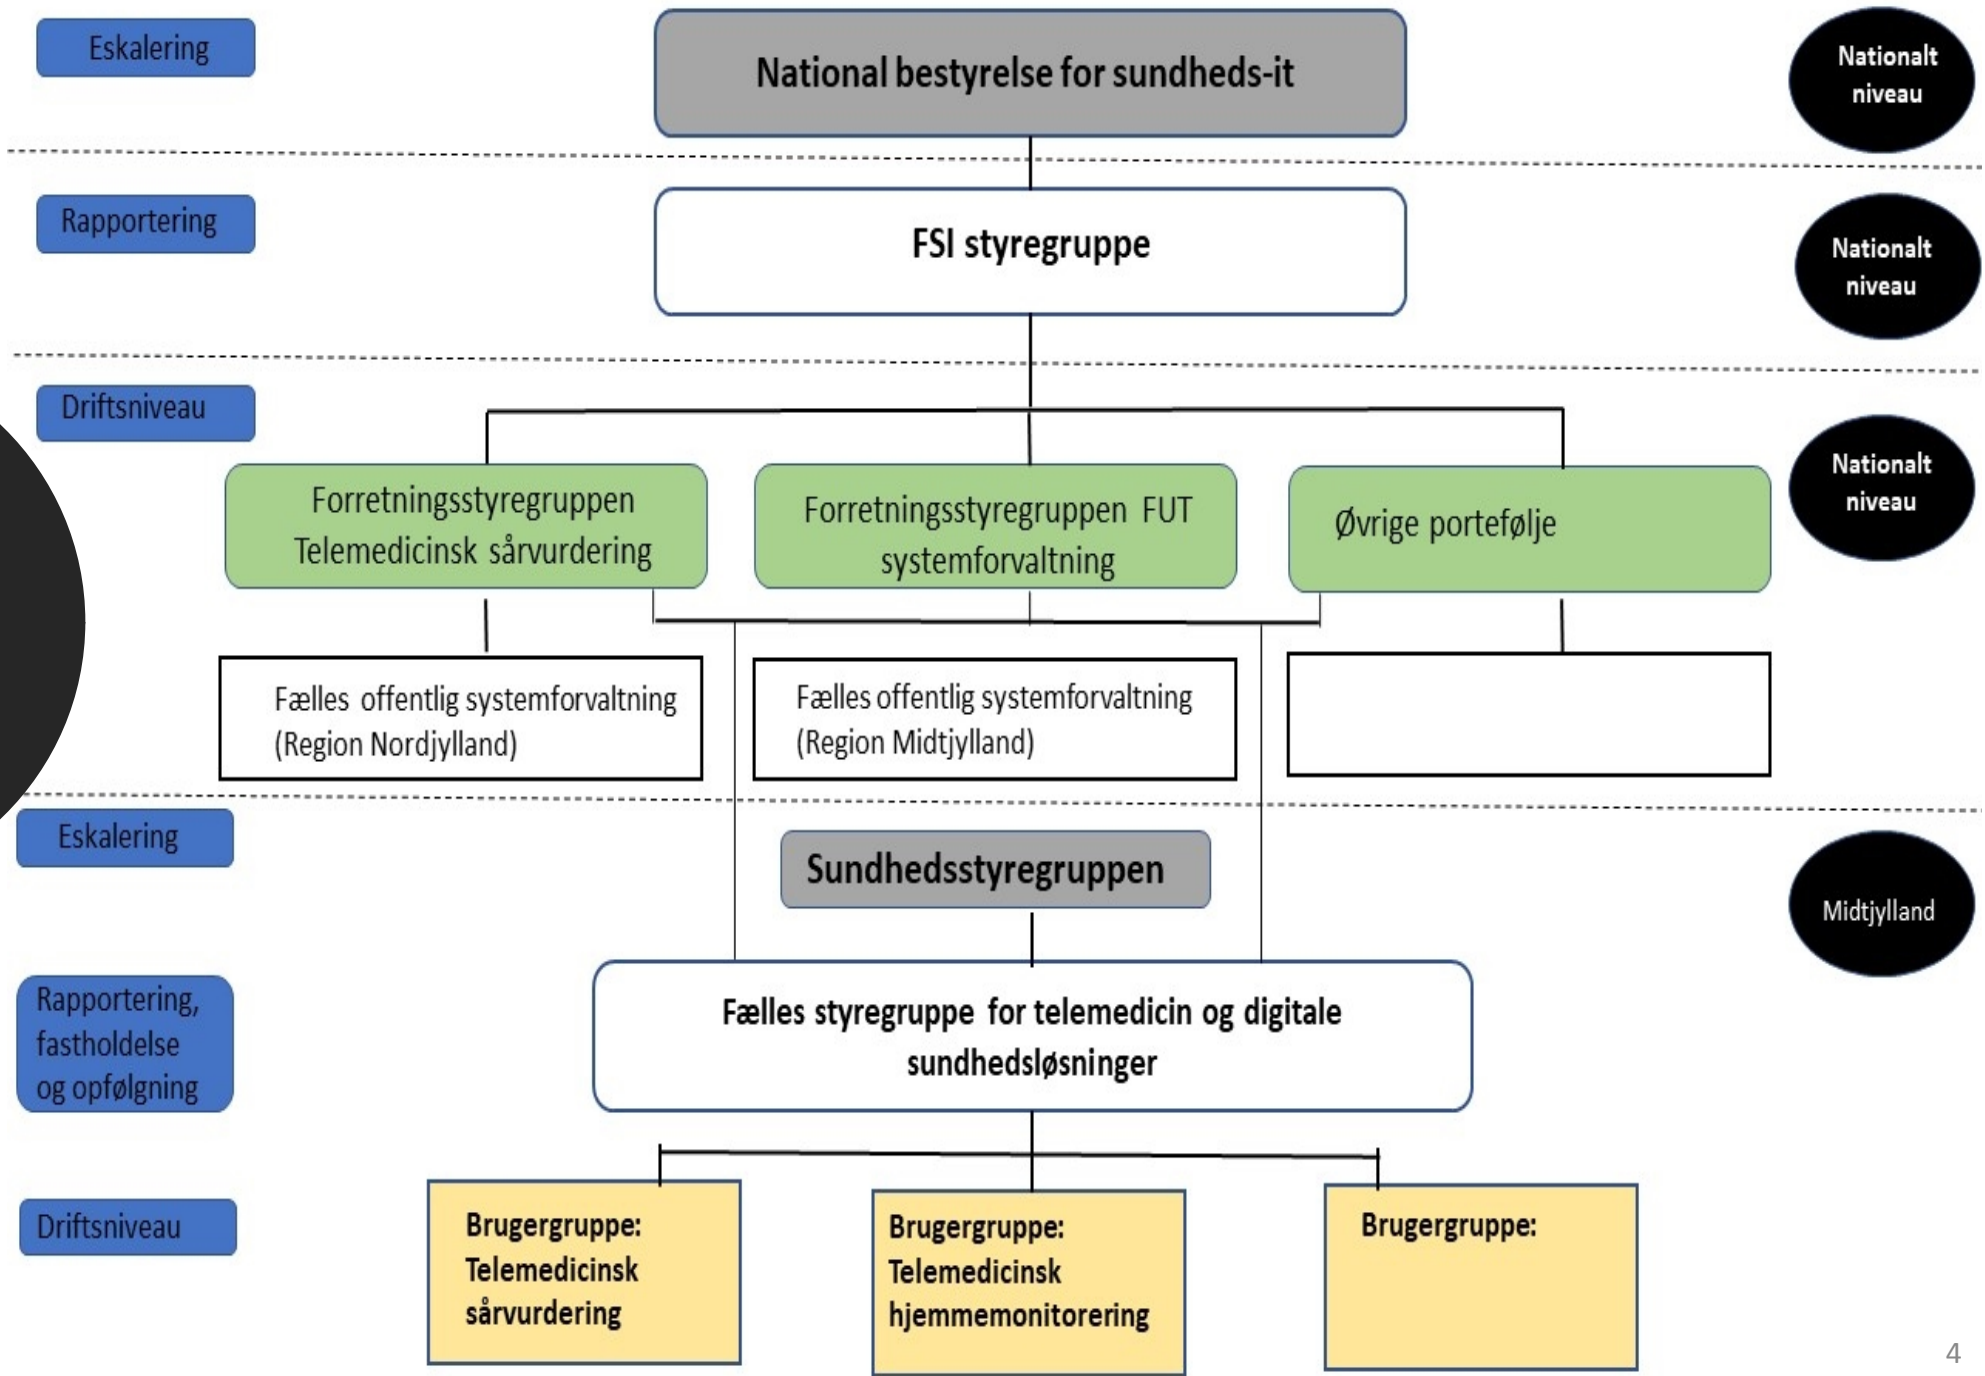 Eskalering
National bestyrelse for sundheds-it
Nationalt
niveau
Rapportering
FSI styregruppe
Nationalt
niveau
Driftsniveau
Nationalt
niveau
Forretningsstyregruppen
Telemedicinsk sårvurdering
Forretningsstyregruppen FUT
systemforvaltning
Øvrige portefølje
Fælles offentlig systemforvaltning
(Region Nordjylland)
Fælles offentlig systemforvaltning
(Region Midtjylland)
Eskalering
Sundhedsstyregruppen
Midtjylland
Rapportering,
fastholdelse
og opfølgning
Fælles styregruppe for telemedicin og digitale
sundhedsløsninger
Driftsniveau
Brugergruppe:
Telemedicinsk
sårvurdering
Brugergruppe:
Telemedicinsk
hjemmemonitorering
Brugergruppe:
4